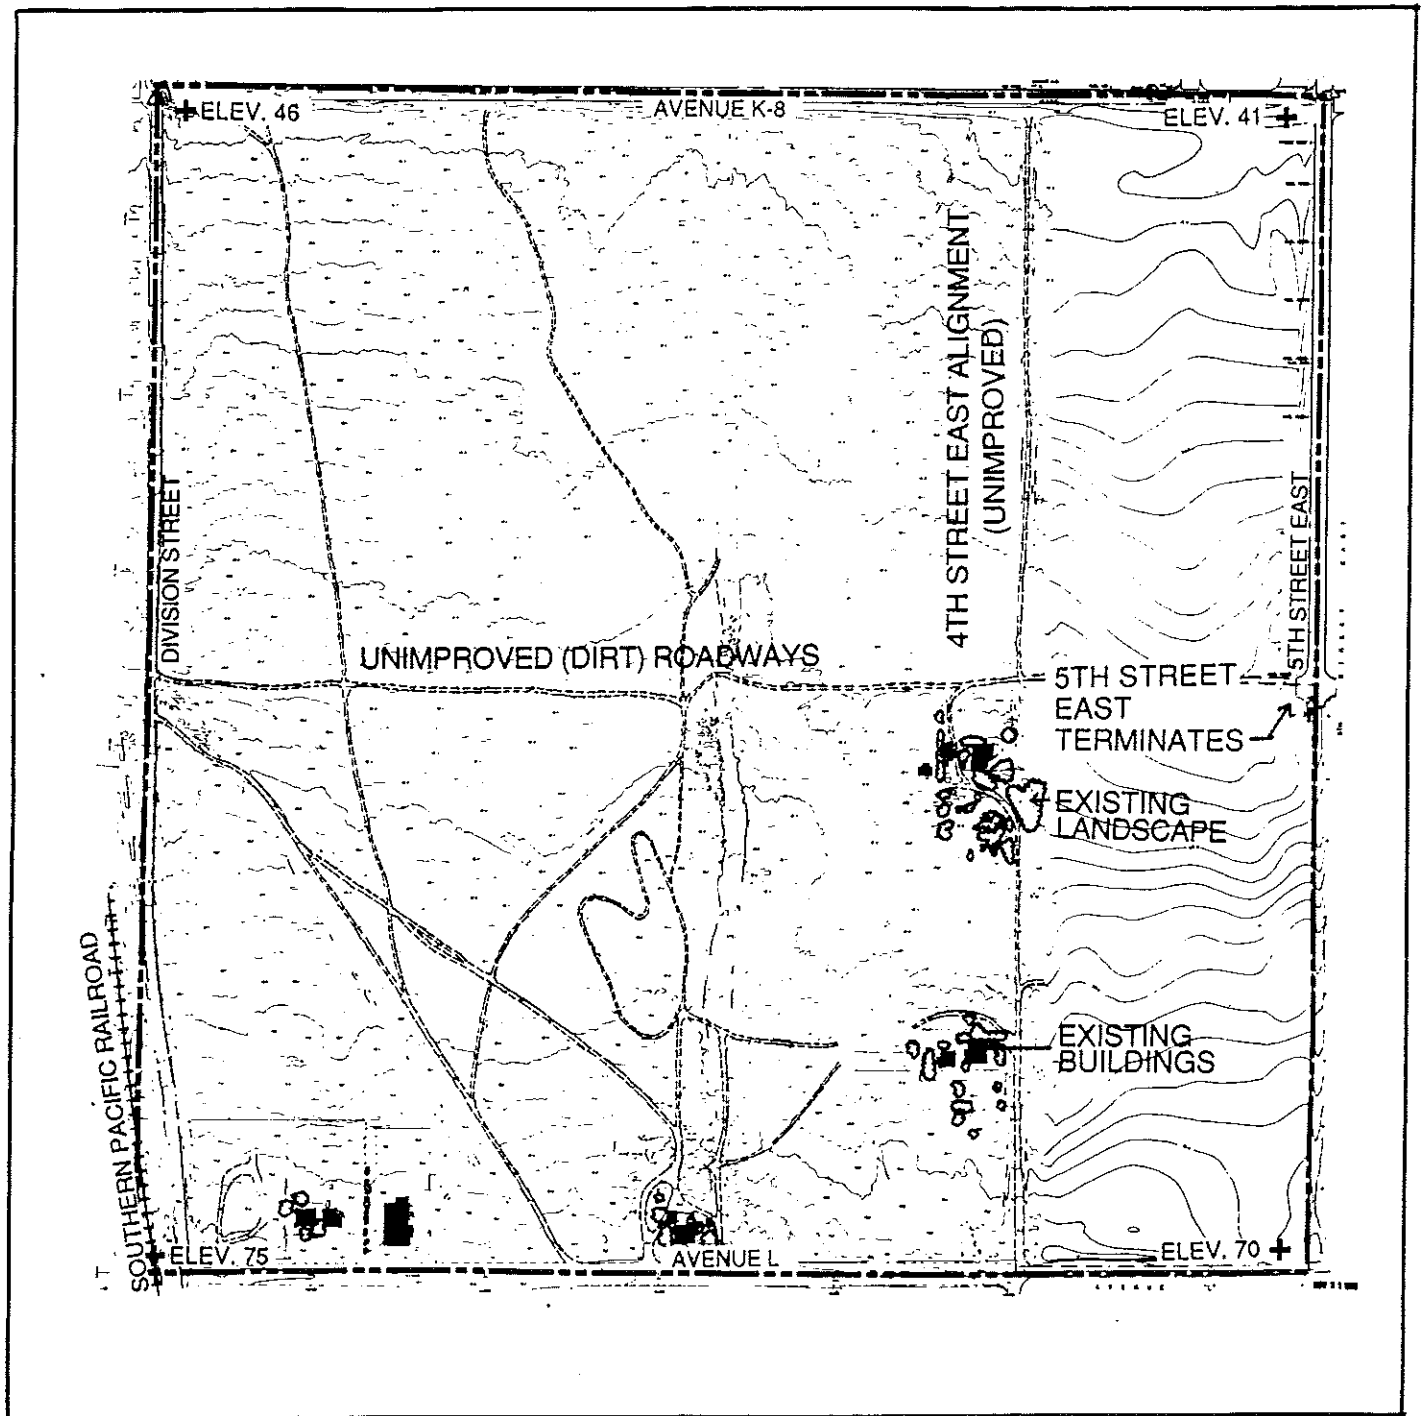 ELEV. 46
AVENUE K-8
ELEV. 41
4TH STREET EAST ALIGNMENT
(UNIMPROVED)
DIVISION STREET
5TH STREET EAST
UNIMPROVED (DIRT) ROADWAYS
5TH STREET
EAST
TERMINATES
EXISTING
LANDSCAPE
SOUTHERN PACIFIC RAILROAD
EXISTING
BUILDINGS
ELEV. 75
AVENUE L
ELEV. 70